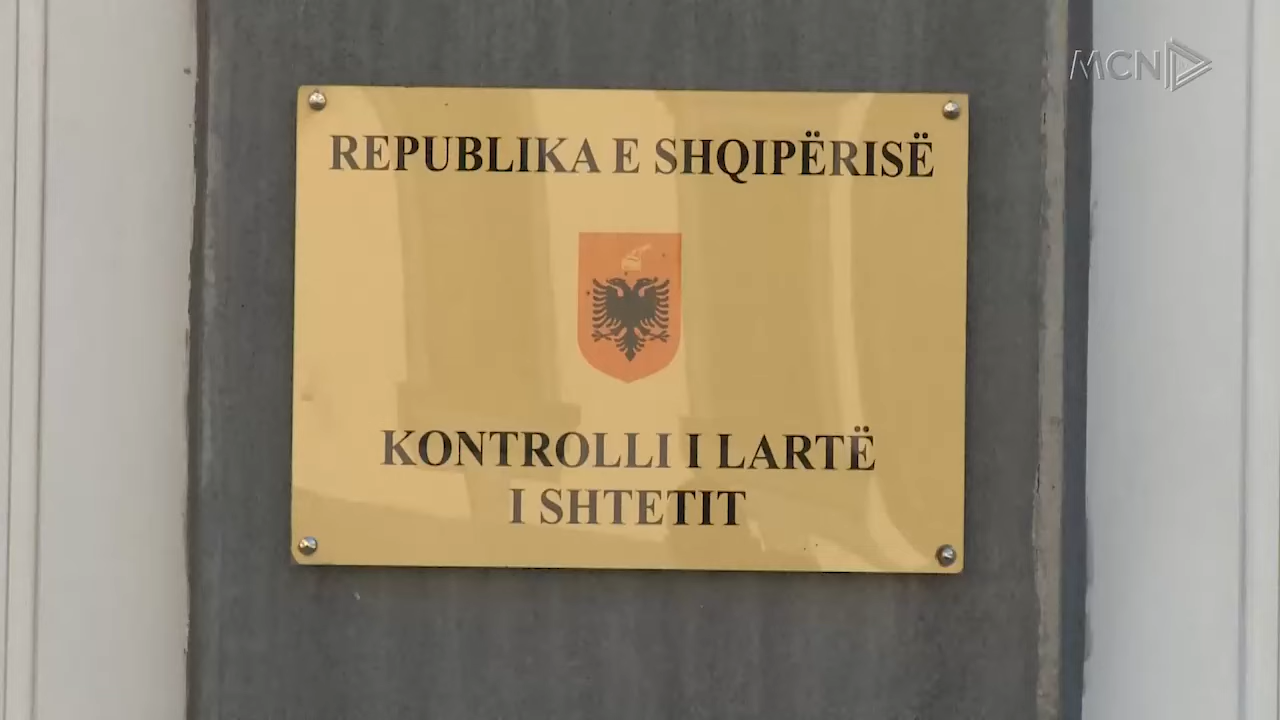 MCN
REPUBLIKA E SHQIPËRISË
KONTROLLI I LARTË
I SHTETIT